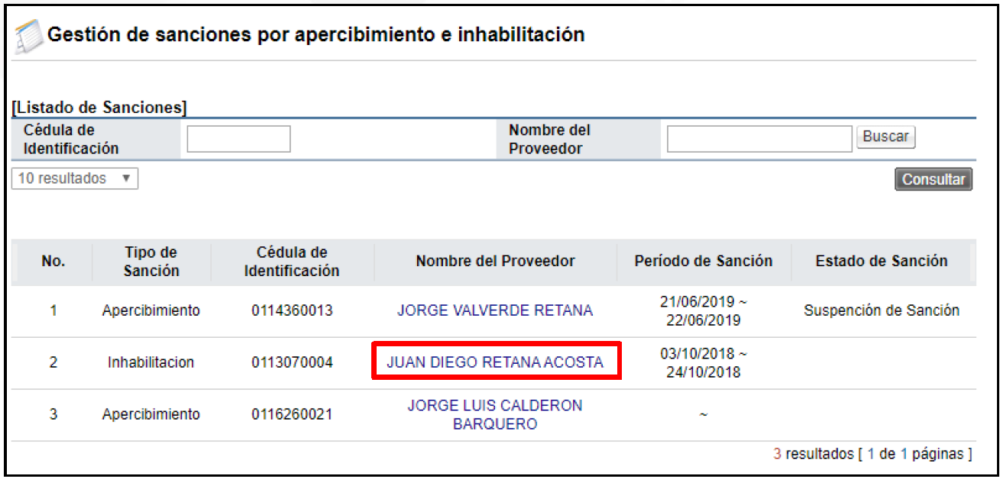 Gestión de sanciones por apercibimiento e inhabilitación
[Listado de Sanciones]
Cédula de
Identificación
Nombre del
Proveedor
Buscar
10 resultados ▼
Consultar
No.
Tipo de
Sanción
Cédula de
Identificación
Nombre del Proveedor
Período de Sanción
Estado de Sanción
1
Apercibimiento
0114360013
JORGE VALVERDE RETANA
21/06/2019 ~
22/06/2019
Suspención de Sanción
2
Inhabilitacion
0113070004
JUAN DIEGO RETANA ACOSTA
03/10/2018 ~
24/10/2018
3
Apercibimiento
0116260021
JORGE LUIS CALDERON
BARQUERO
~
3 resultados [ 1 de 1 páginas ]